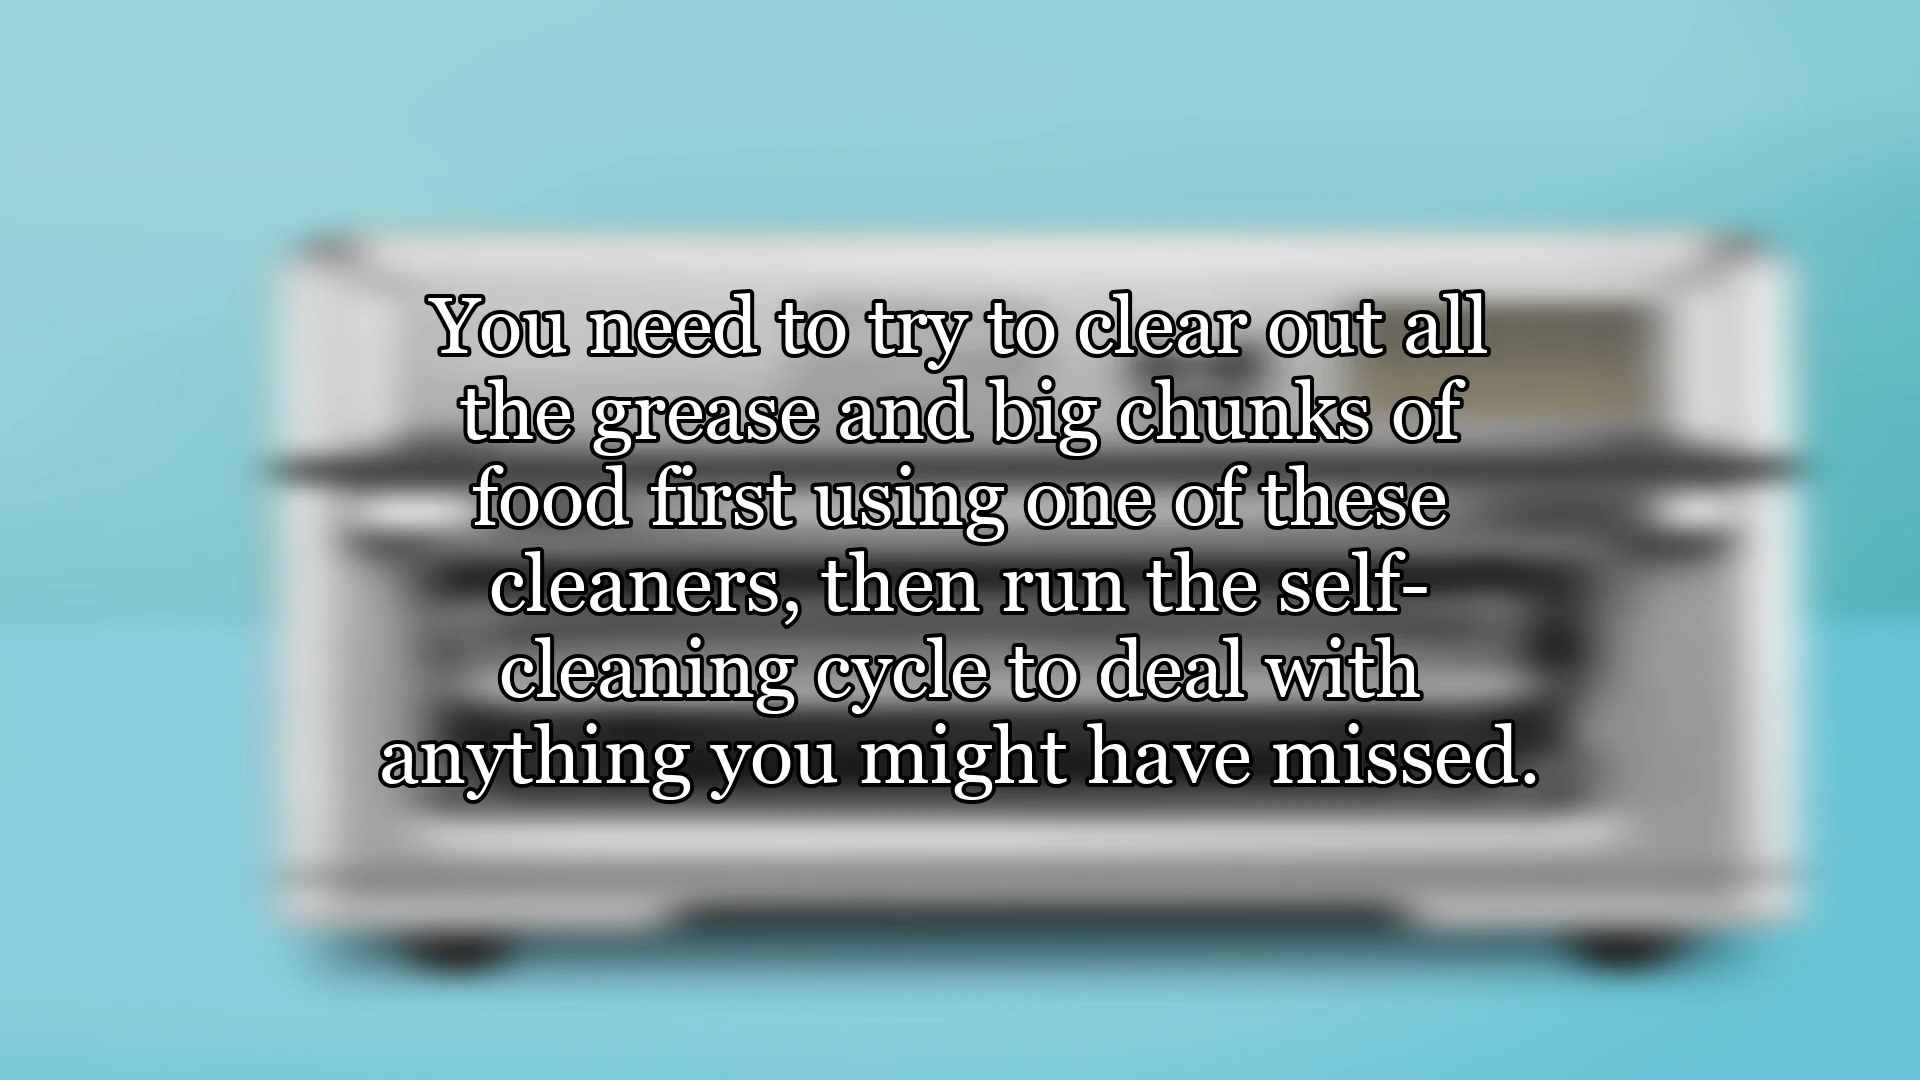 You need to try to clear out all
the grease and big chunks of
food first using one of these
cleaners, then run the self-
cleaning cycle to deal with
anything you might have missed.